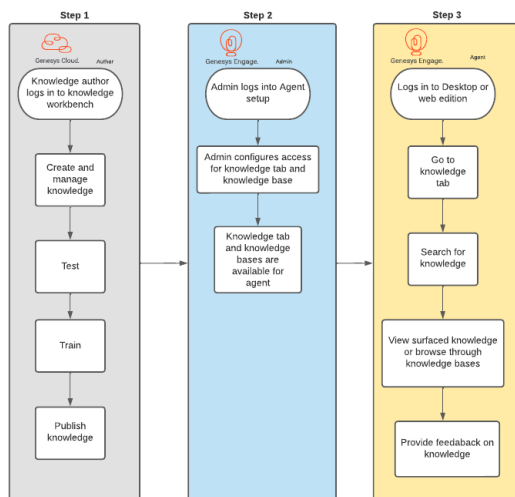 Step 1
Genesys Cloud.
Author
Knowledge author
logs in to knowledge
workbench
Create and
manage
knowledge
Test
Train
Publish
knowledge
Step 2
Genesys Engage.
Admin
Admin logs into Agent
setup
Admin configures access
for knowledge tab and
knowledge base
Knowledge tab
and knowledge
bases are
available for
agent
Step 3
Genesys Engage.
Agent
Logs in to Desktop or
web edition
Go to
knowledge
tab
Search for
knowledge
View surfaced knowledge
or browse through
knowledge bases
Provide feedaback on
knowledge